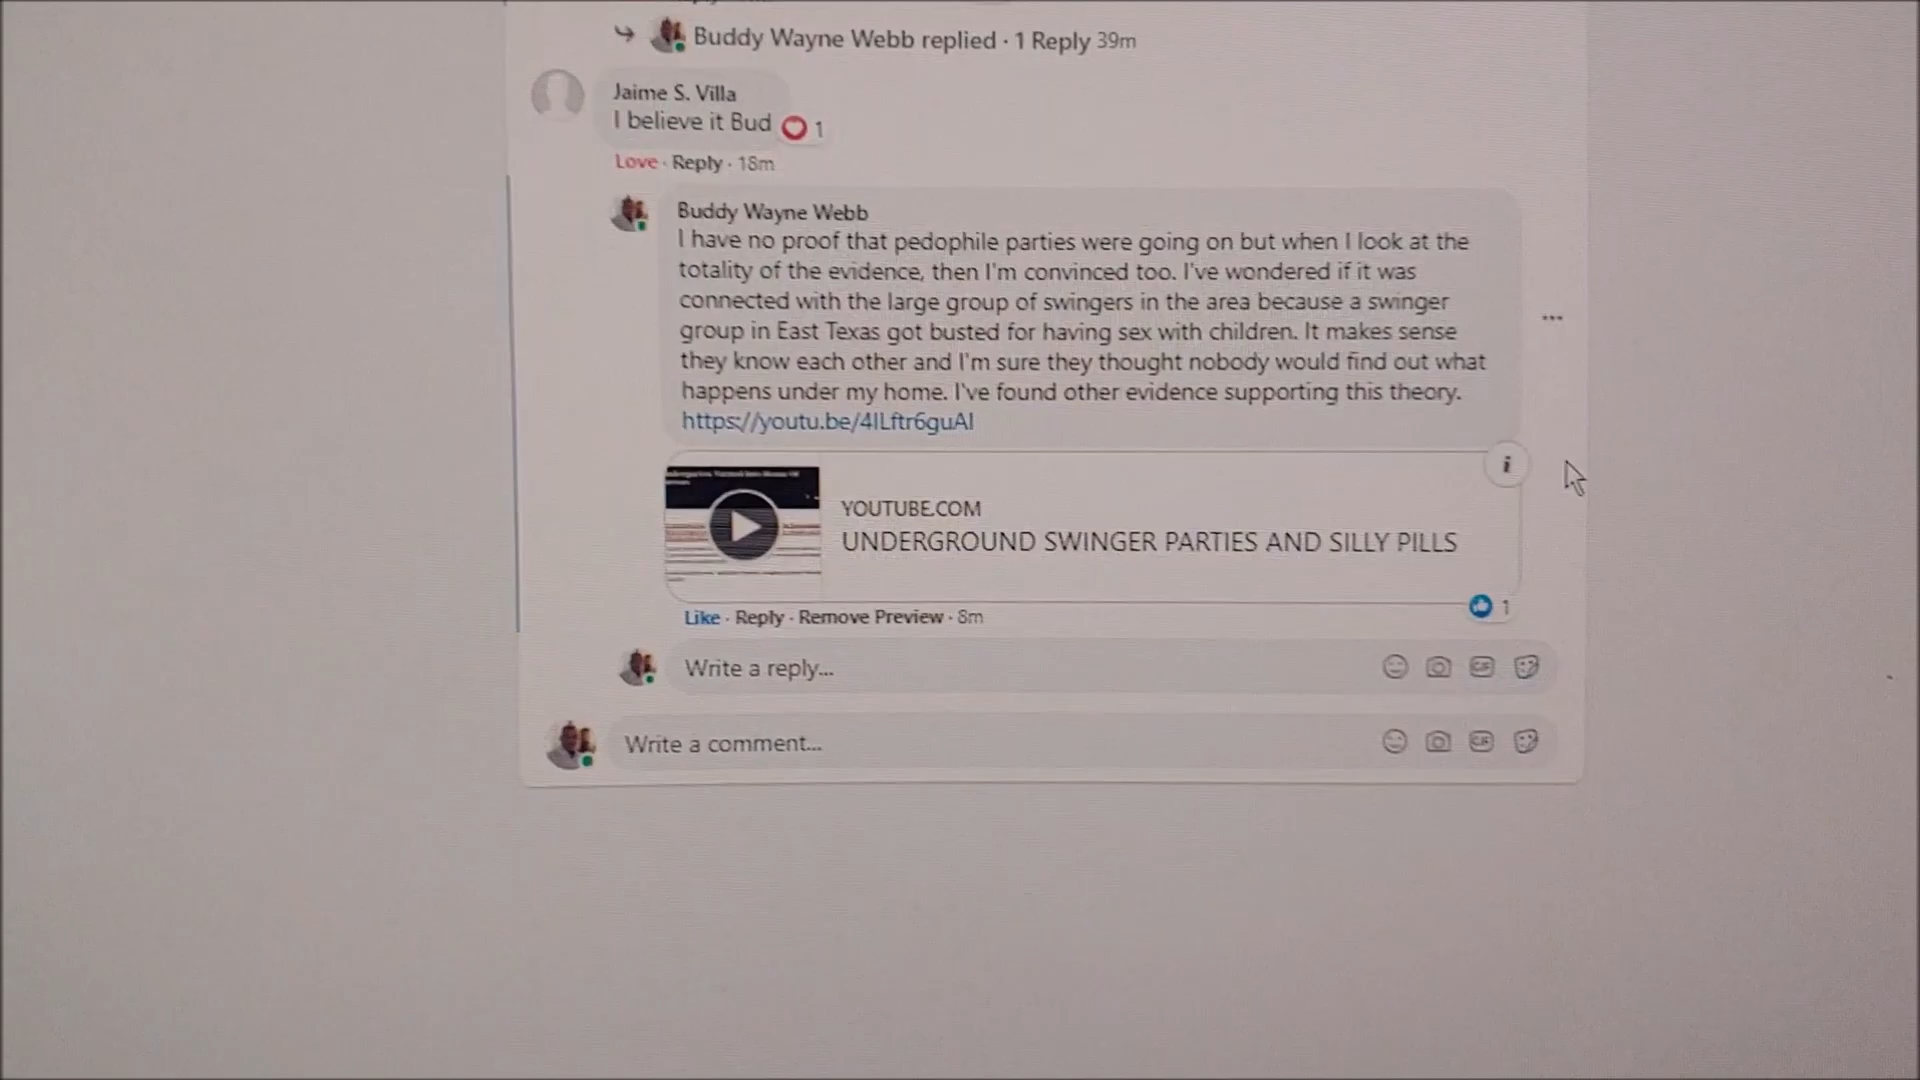 Buddy Wayne Webb replied · 1 Reply 39m
Jaime S. Villa
I believe it Bud
1
Love · Reply · 18m
Buddy Wayne Webb
I have no proof that pedophile parties were going on but when I look at the
totality of the evidence, then I'm convinced too. I've wondered if it was
connected with the large group of swingers in the area because a swinger
group in East Texas got busted for having sex with children. It makes sense
they know each other and I'm sure they thought nobody would find out what
happens under my home. I've found other evidence supporting this theory.
https://youtu.be/4lLftr6guAI
i
YOUTUBE.COM
UNDERGROUND SWINGER PARTIES AND SILLY PILLS
Like · Reply · Remove Preview · 8m
1
Write a reply...
GIF
Write a comment...
GIF